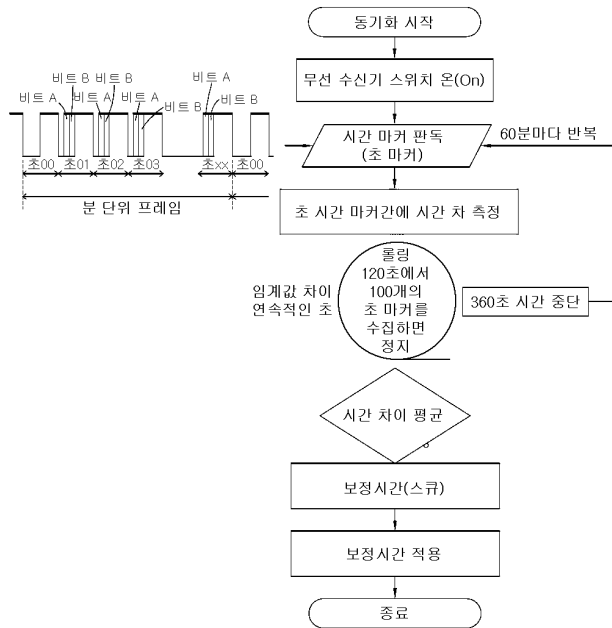 동기화 시작
무선 수신기 스위치 온(On)
시간 마커 판독
(초 마커)
60분마다 반복
초 시간 마커간에 시간 차 측정
롤링
120초에서
100개의
초 마커를
수집하면
정지
임계값 차이
연속적인 초
360초 시간 중단
시간 차이 평균
보정시간(스큐)
보정시간 적용
종료
비트 A
비트 B
비트 A
비트 B
비트 A
비트 B
비트 A
비트 B
초00
초01
초02
초03
초xx
초00
분 단위 프레임